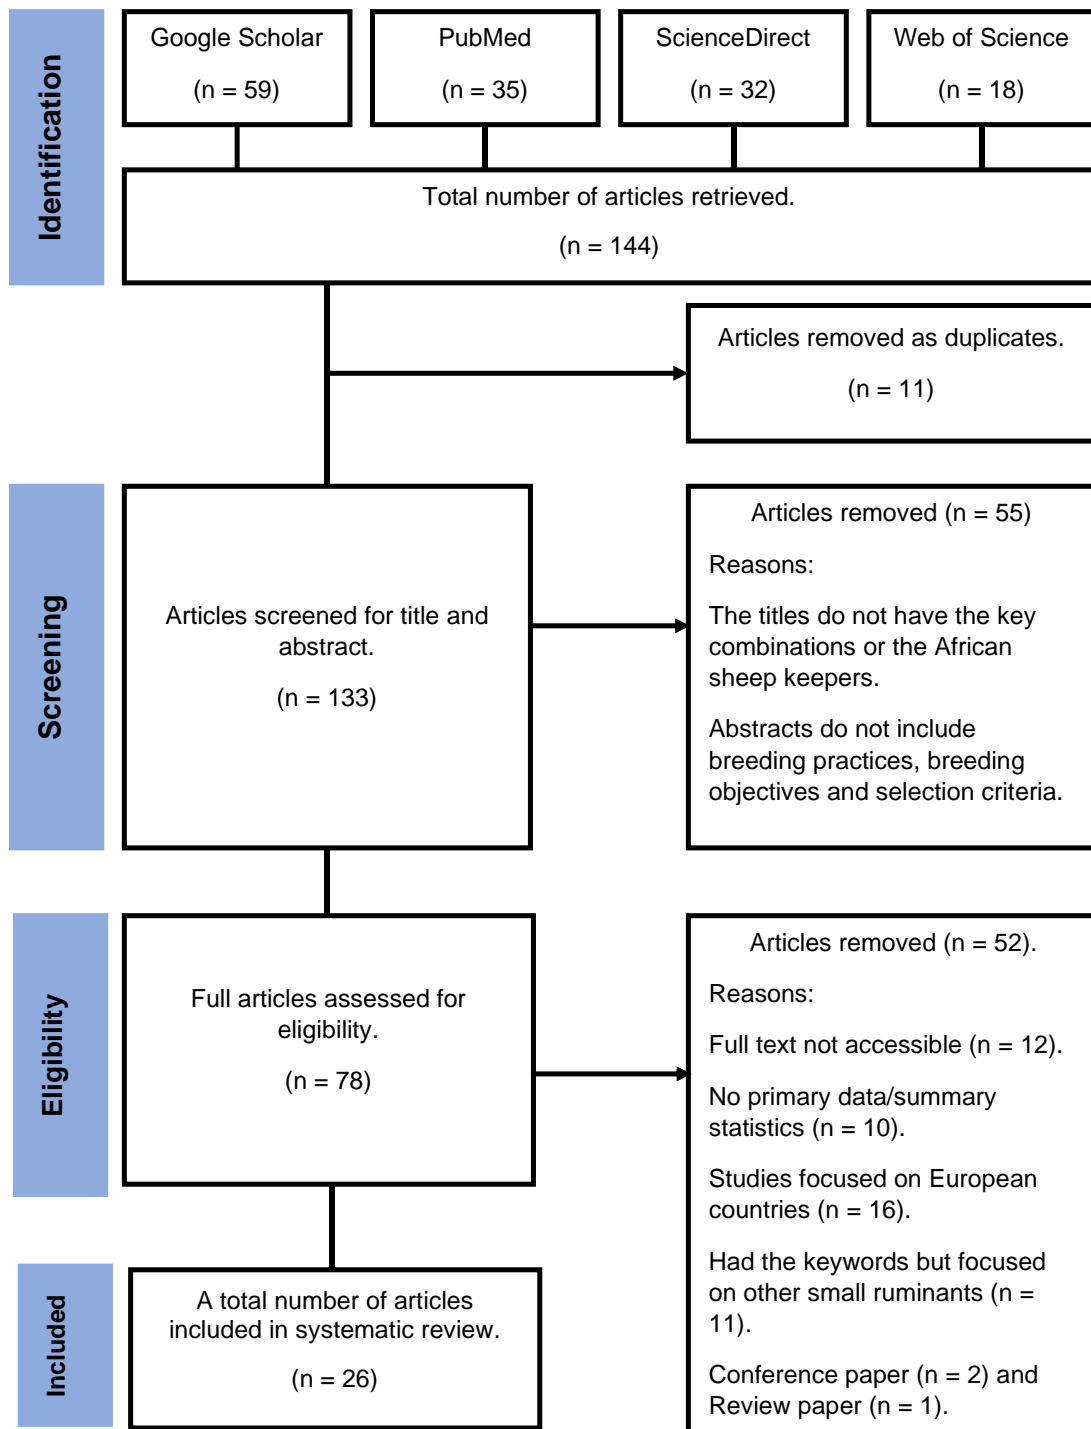 Identification
Google Scholar
(n = 59)
PubMed
(n = 35)
ScienceDirect
(n = 32)
Web of Science
(n = 18)
Total number of articles retrieved.
(n = 144)
Articles removed as duplicates.
(n = 11)
Screening
Articles screened for title and
abstract.
(n = 133)
Articles removed (n = 55)
Reasons:
The titles do not have the key
combinations or the African
sheep keepers.
Abstracts do not include
breeding practices, breeding
objectives and selection criteria.
Eligibility
Full articles assessed for
eligibility.
(n = 78)
Articles removed (n = 52).
Reasons:
Full text not accessible (n = 12).
No primary data/summary
statistics (n = 10).
Studies focused on European
countries (n = 16).
Had the keywords but focused
on other small ruminants (n =
11).
Conference paper (n = 2) and
Review paper (n = 1).
Included
A total number of articles
included in systematic review.
(n = 26)